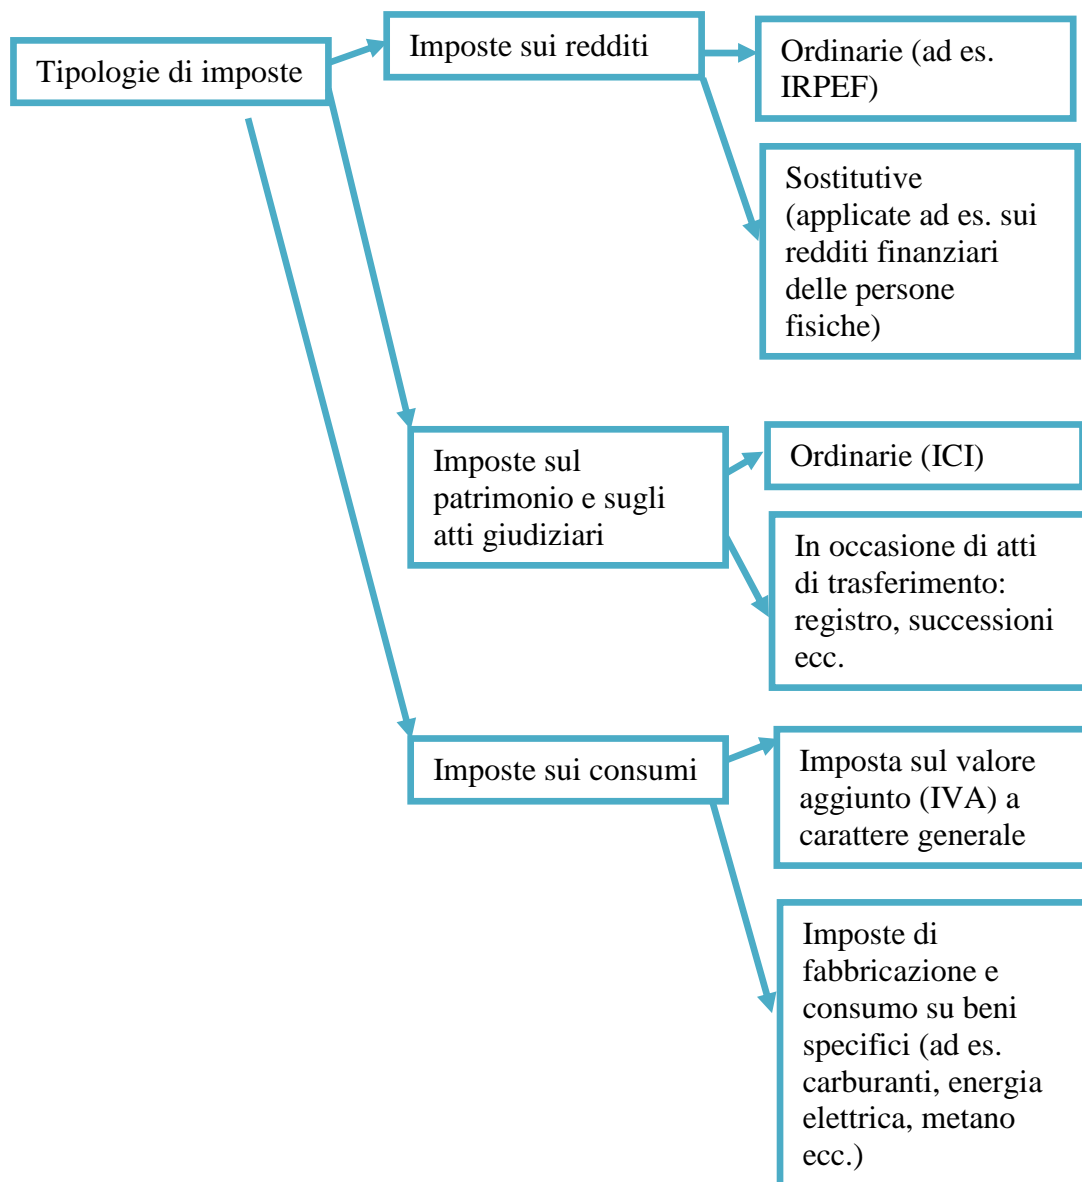 Tipologie di imposte
Imposte sui redditi
Ordinarie (ad es.
IRPEF)
Sostitutive
(applicate ad es. sui
redditi finanziari
delle persone
fisiche)
Imposte sul
patrimonio e sugli
atti giudiziari
Ordinarie (ICI)
In occasione di atti
di trasferimento:
registro, successioni
ecc.
Imposte sui consumi
Imposta sul valore
aggiunto (IVA) a
carattere generale
Imposte di
fabbricazione e
consumo su beni
specifici (ad es.
carburanti, energia
elettrica, metano
ecc.)